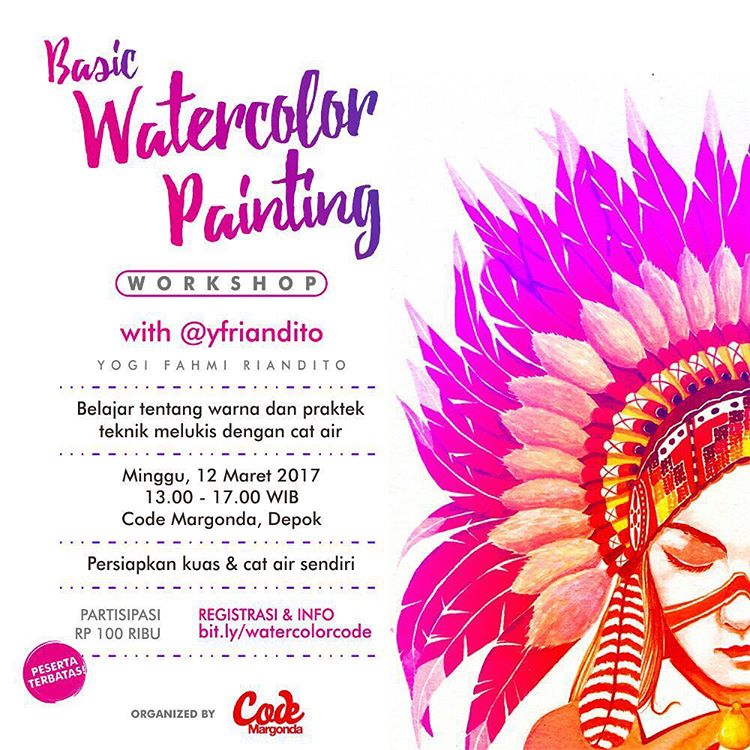 Basic
Watercolor
Painting
WORKSHOP
with @yfriandito
YOGI FAHMI RIANDITO
Belajar tentang warna dan praktek
teknik melukis dengan cat air
Minggu, 12 Maret 2017
13.00 - 17.00 WIB
Code Margonda, Depok
Persiapkan kuas & cat air sendiri
PARTISIPASI
RP 100 RIBU
REGISTRASI & INFO
bit.ly/watercolorcode
PESERTA
TERBATAS!
ORGANIZED BY
Code
Margonda